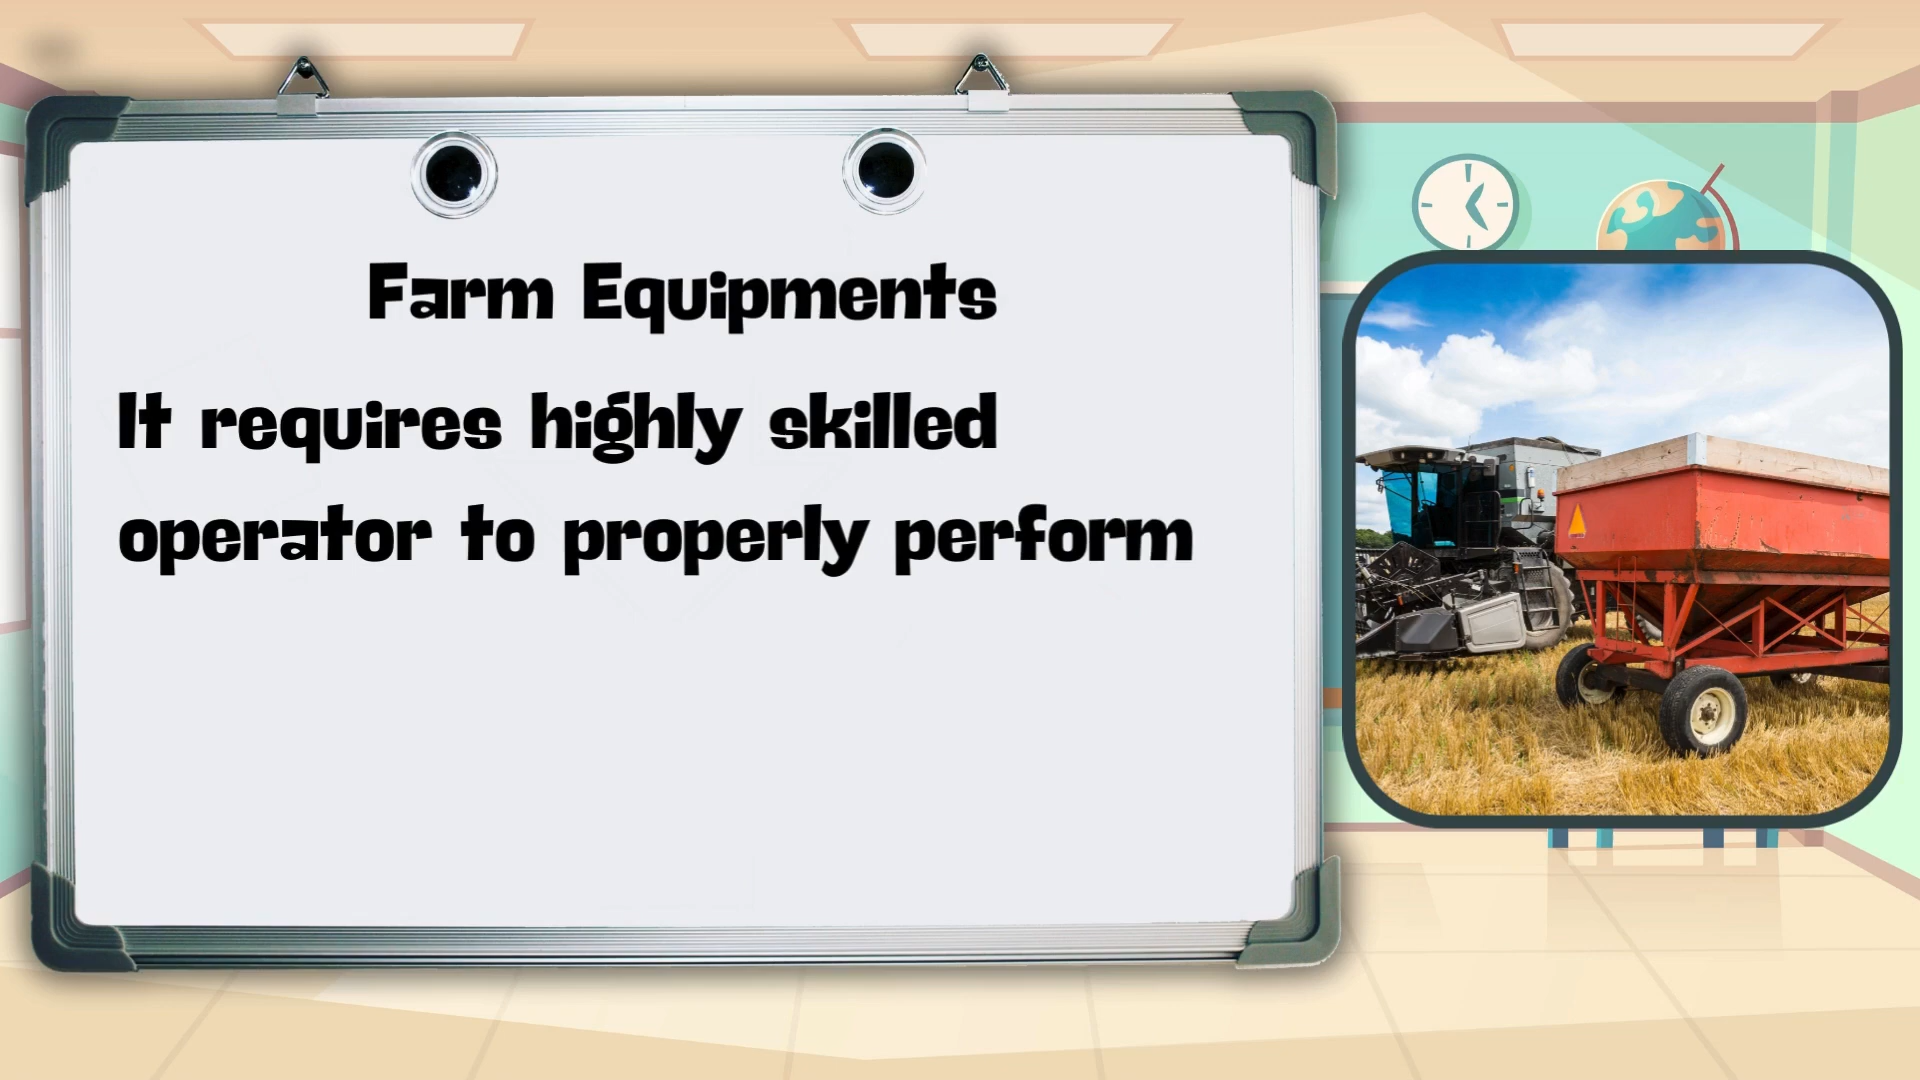 Farm Equipments
It requires highly skilled
operator to properly perform